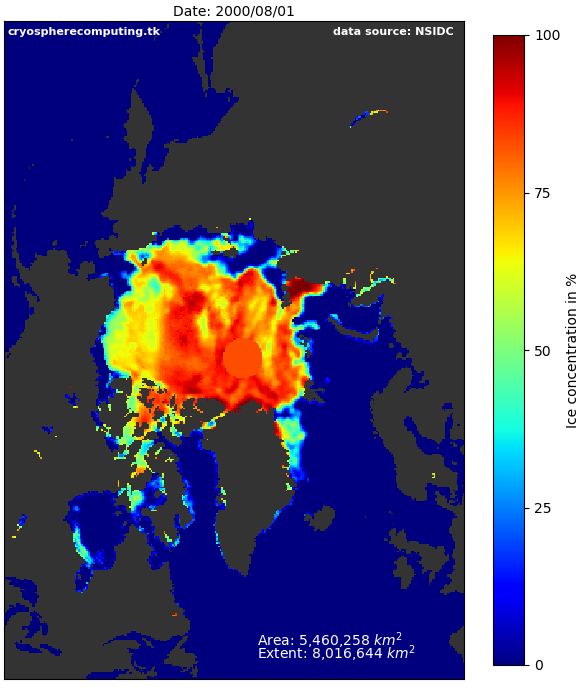 Date: 2000/08/01
cryospherecomputing.tk data source: NSIDC
100
75
50
25
0
Ice concentration in %
Area: 5,460,258 km²
Extent: 8,016,644 km²